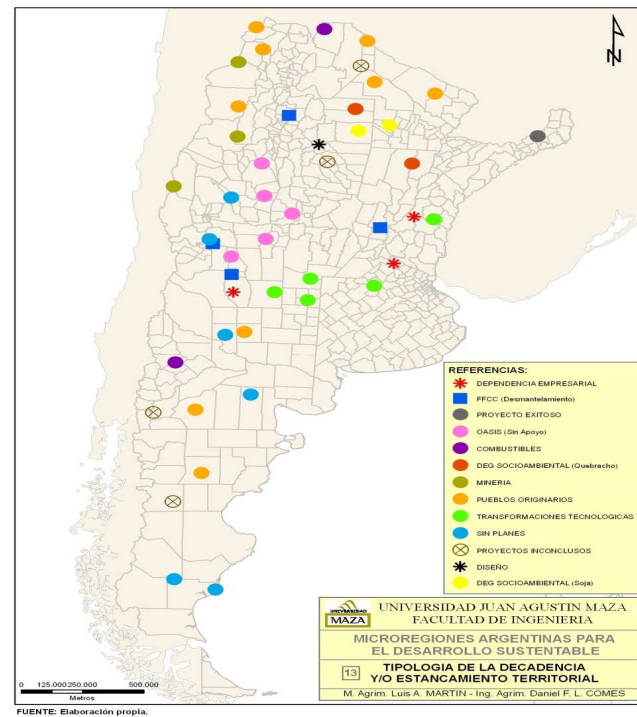 N
REFERENCIAS:
DEPENDENCIA EMPRESARIAL
FFCC (Desmantelamiento)
PROYECTO EXITOSO
OASIS (Sin Apoyo)
COMBUSTIBLES
DEG SOCIOAMBIENTAL (Quebracho)
MINERIA
PUEBLOS ORIGINARIOS
TRANSFORMACIONES TECNOLOGICAS
SIN PLANES
PROYECTOS INCONCLUSOS
DISEÑO
DEG SOCIOAMBIENTAL (Soja)
UNIVERSIDAD
MAZA
UNIVERSIDAD JUAN AGUSTIN MAZA
FACULTAD DE INGENIERIA
MICROREGIONES ARGENTINAS PARA
EL DESARROLLO SUSTENTABLE
13
TIPOLOGIA DE LA DECADENCIA
Y/O ESTANCAMIENTO TERRITORIAL
M. Agrim. Luis A. MARTIN - Ing. Agrim. Daniel F. L. COMES
0 125.000 250.000 500.000
Metros
FUENTE: Elaboración propia.